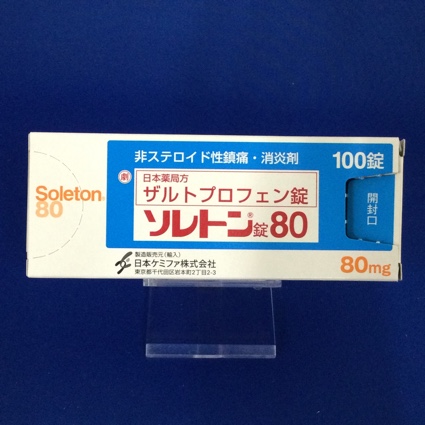 非ステロイド性鎮痛・消炎剤
100錠
Soleton®
80
劇
日本薬局方
ザルトプロフェン錠
ソレトン®錠80
開封口
製造販売元(輸入)
日本ケミファ株式会社
東京都千代田区岩本町2丁目2-3
80mg